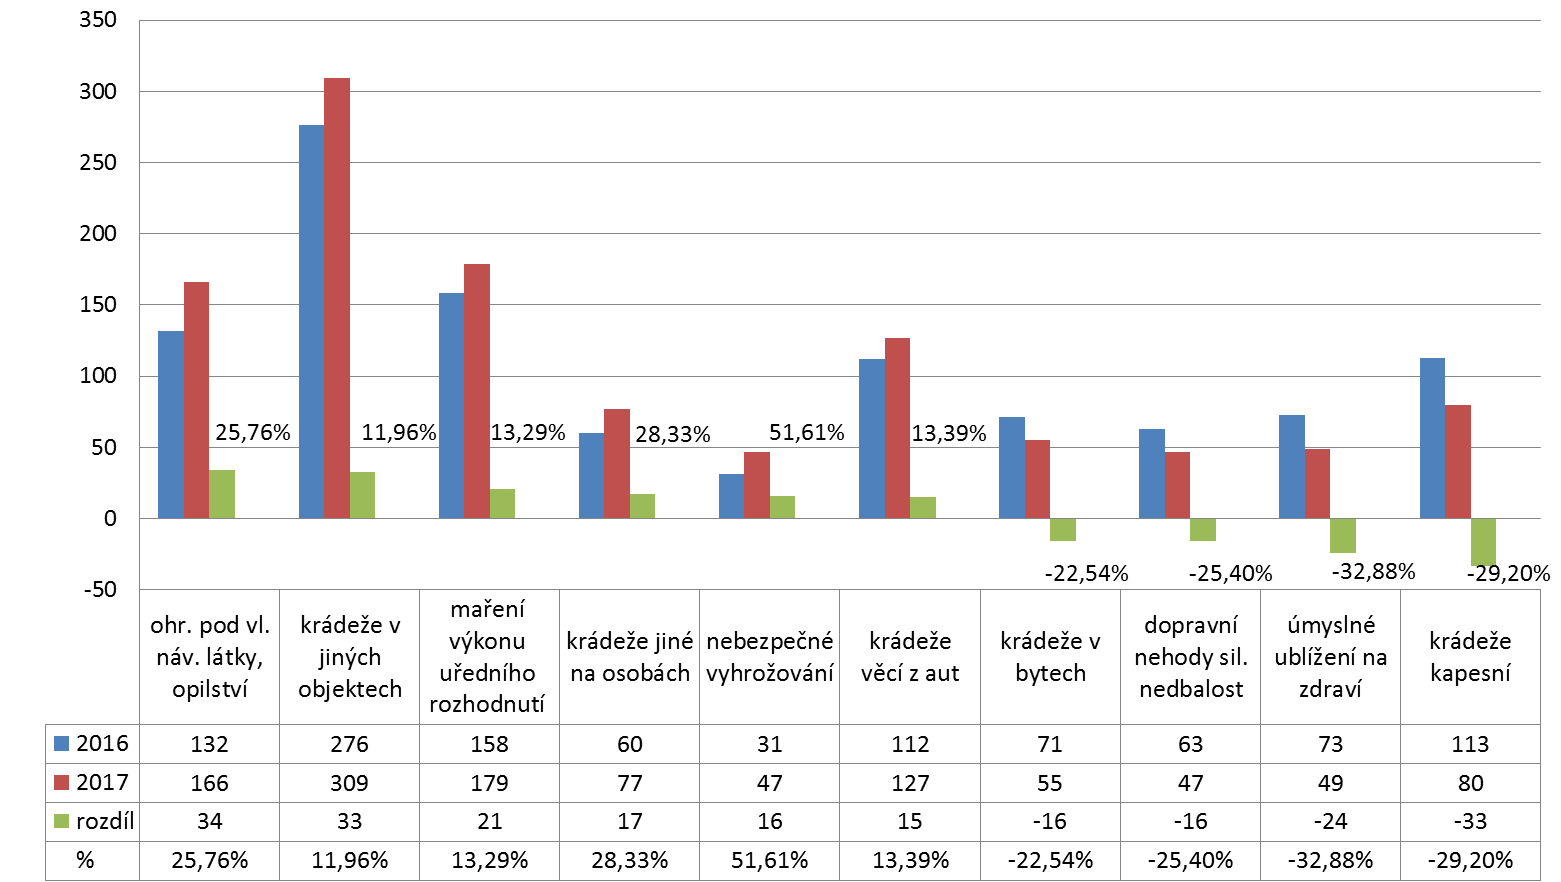 350
300
250
200
150
100
50
0
-50
25,76%
11,96%
13,29%
28,33%
51,61%
13,39%
-22,54%
-25,40%
-32,88%
-29,20%
ohr. pod vl.
náv. látky,
opilství
krádeže v
jiných
objektech
maření
výkonu
uředního
rozhodnutí
krádeže jiné
na osobách
nebezpečné
vyhrožování
krádeže
věcí z aut
krádeže v
bytech
dopravní
nehody sil.
nedbalost
úmyslné
ublížení na
zdraví
krádeže
kapesní
2016 132 276 158 60 31 112 71 63 73 113
2017 166 309 179 77 47 127 55 47 49 80
rozdíl 34 33 21 17 16 15 -16 -16 -24 -33
% 25,76% 11,96% 13,29% 28,33% 51,61% 13,39% -22,54% -25,40% -32,88% -29,20%